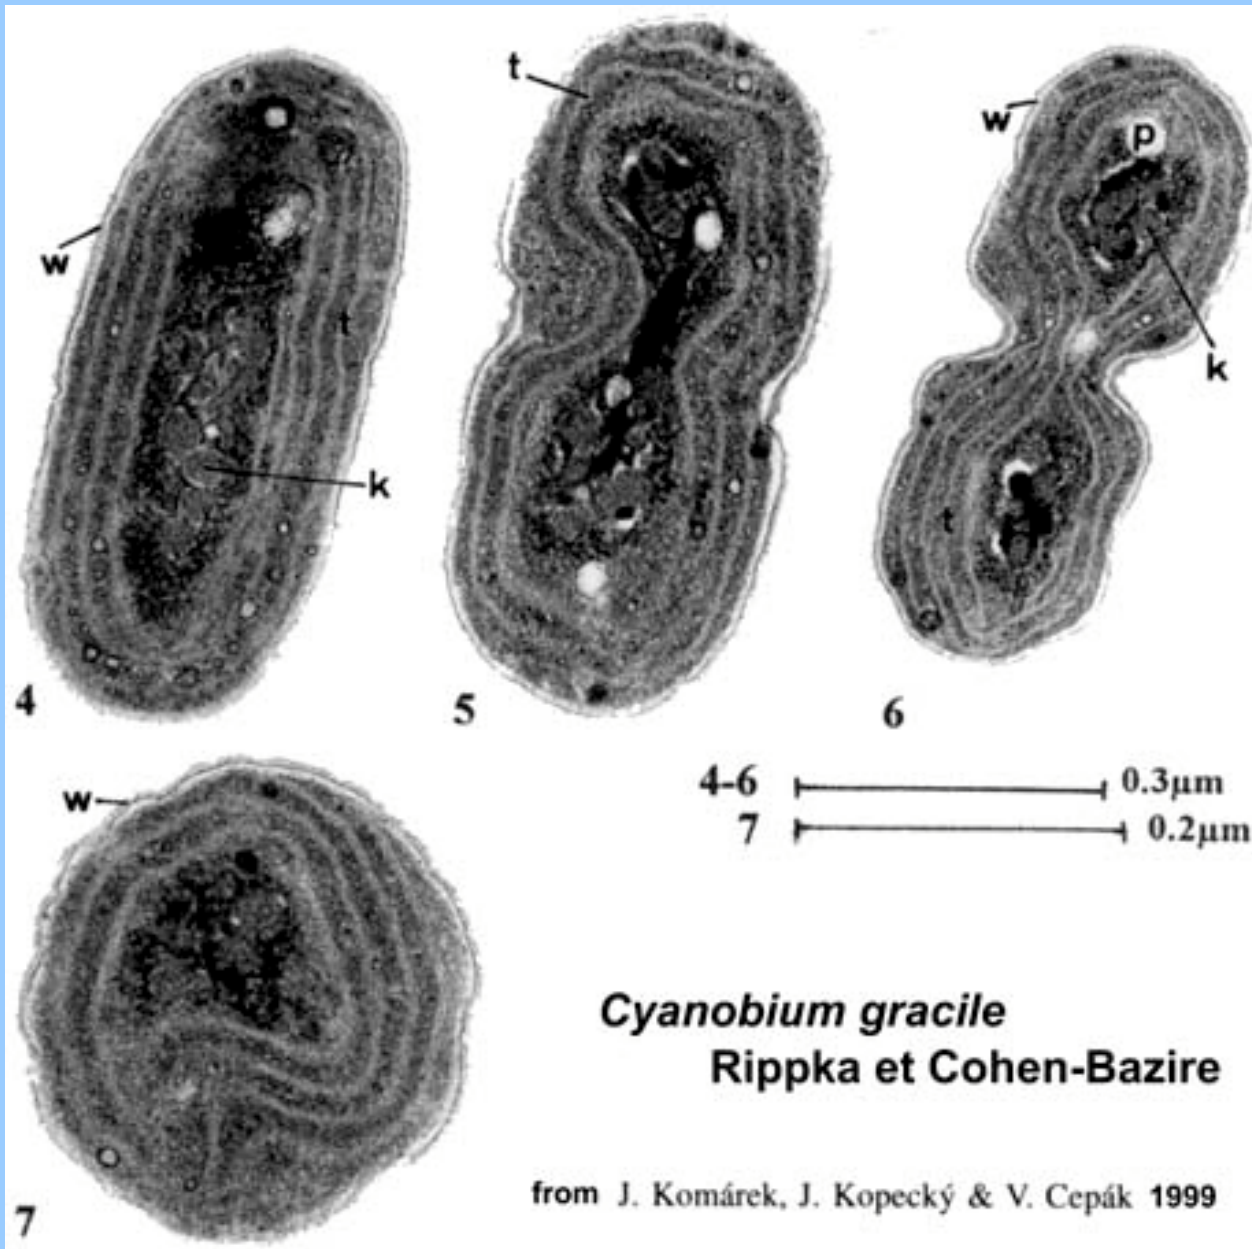 w
t
k
4
t
5
w
p
k
t
6
4-6 0.3µm
7 0.2µm
w
7
Cyanobium gracile
Rippka et Cohen-Bazire
from J. Komárek, J. Kopecký & V. Cepák 1999